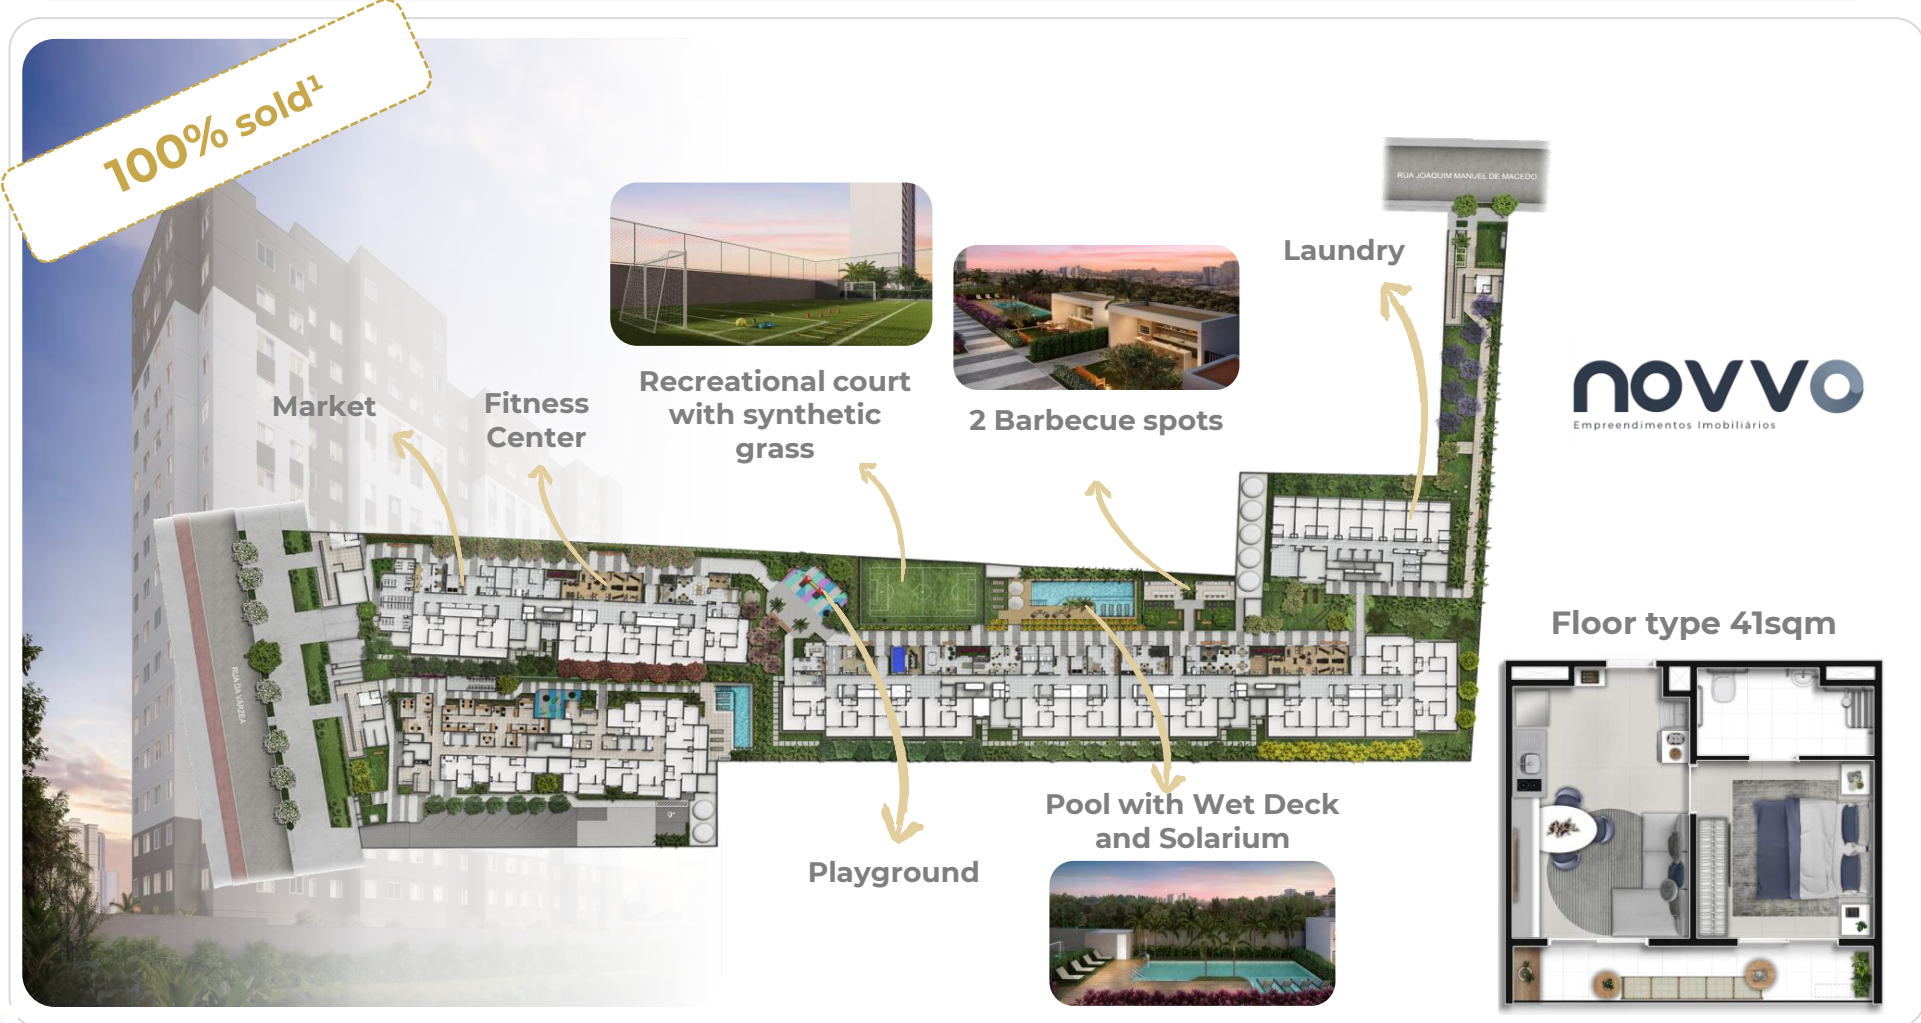 100% sold¹
RUA JOAQUIM MANUEL DE MACEDO
Laundry
Recreational court
with synthetic
grass
2 Barbecue spots
Market
Fitness
Center
novvo
Empreendimentos Imobiliários
RUA DA VÁRZEA
Floor type 41sqm
Pool with Wet Deck
and Solarium
Playground